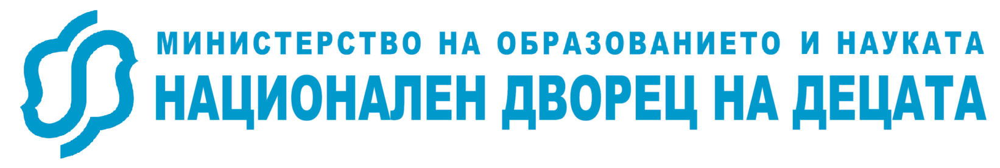 МИНИСТЕРСТВО НА ОБРАЗОВАНИЕТО И НАУКАТА
НАЦИОНАЛЕН ДВОРЕЦ НА ДЕЦАТА